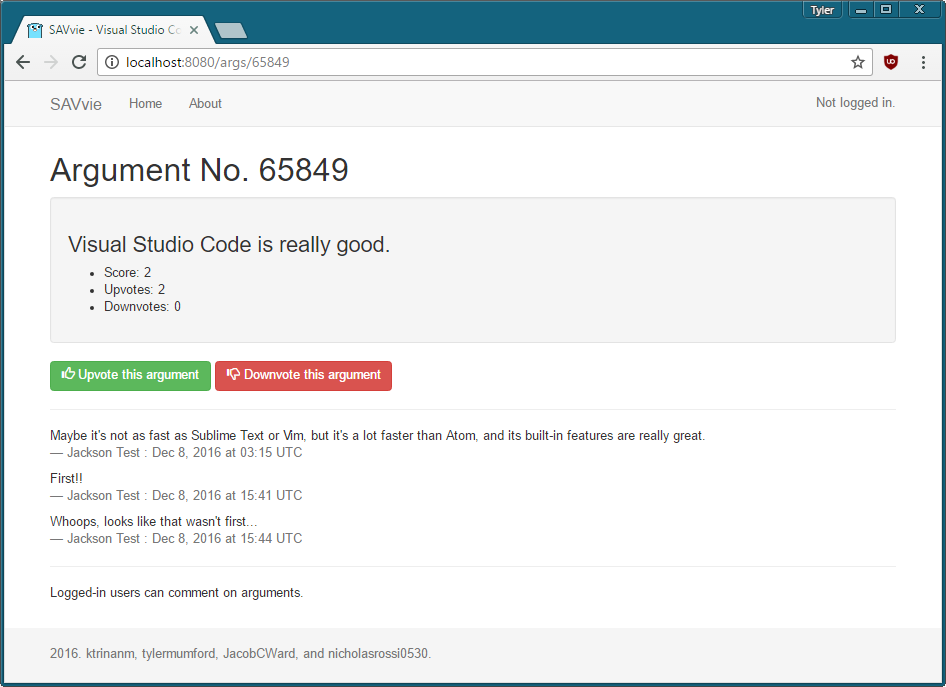 Tyler
SAVvie - Visual Studio Co
localhost:8080/args/65849
SAVvie Home About Not logged in.
Argument No. 65849
Visual Studio Code is really good.
• Score: 2
• Upvotes: 2
• Downvotes: 0
Upvote this argument Downvote this argument
Maybe it's not as fast as Sublime Text or Vim, but it's a lot faster than Atom, and its built-in features are really great.
— Jackson Test : Dec 8, 2016 at 03:15 UTC
First!!
— Jackson Test : Dec 8, 2016 at 15:41 UTC
Whoops, looks like that wasn't first...
— Jackson Test : Dec 8, 2016 at 15:44 UTC
Logged-in users can comment on arguments.
2016. ktrinanm, tylermumford, JacobCWard, and nicholasrossi0530.